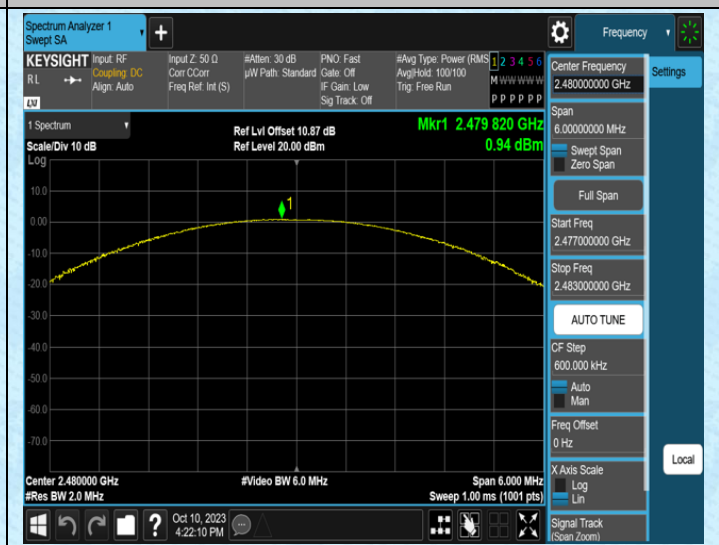 Spectrum Analyzer 1
Swept SA
+
Frequency
KEYSIGHT
RL
LXI
Input: RF
Coupling: DC
Align: Auto
Input Z: 50 Ω
Corr CCorr
Freq Ref: Int (S)
#Atten: 30 dB
µW Path: Standard
PNO: Fast
Gate: Off
IF Gain: Low
Sig Track: Off
#Avg Type: Power (RMS
Avg|Hold: 100/100
Trig: Free Run
1 2 3 4 5 6
M W W W W W
P P P P P P
1 Spectrum
Scale/Div 10 dB
Log
Ref Lvl Offset 10.87 dB
Ref Level 20.00 dBm
Mkr1 2.479 820 GHz
0.94 dBm
1
10.0
0.00
-10.0
-20.0
-30.0
-40.0
-50.0
-60.0
-70.0
Center 2.480000 GHz
#Res BW 2.0 MHz
#Video BW 6.0 MHz
Span 6.000 MHz
Sweep 1.00 ms (1001 pts)
?
Oct 10, 2023
4:22:10 PM
Center Frequency
2.480000000 GHz
Settings
Span
6.00000000 MHz
Swept Span
Zero Span
Full Span
Start Freq
2.477000000 GHz
Stop Freq
2.483000000 GHz
AUTO TUNE
CF Step
600.000 kHz
Auto
Man
Freq Offset
0 Hz
X Axis Scale
Log
Lin
Local
Signal Track
(Span Zoom)